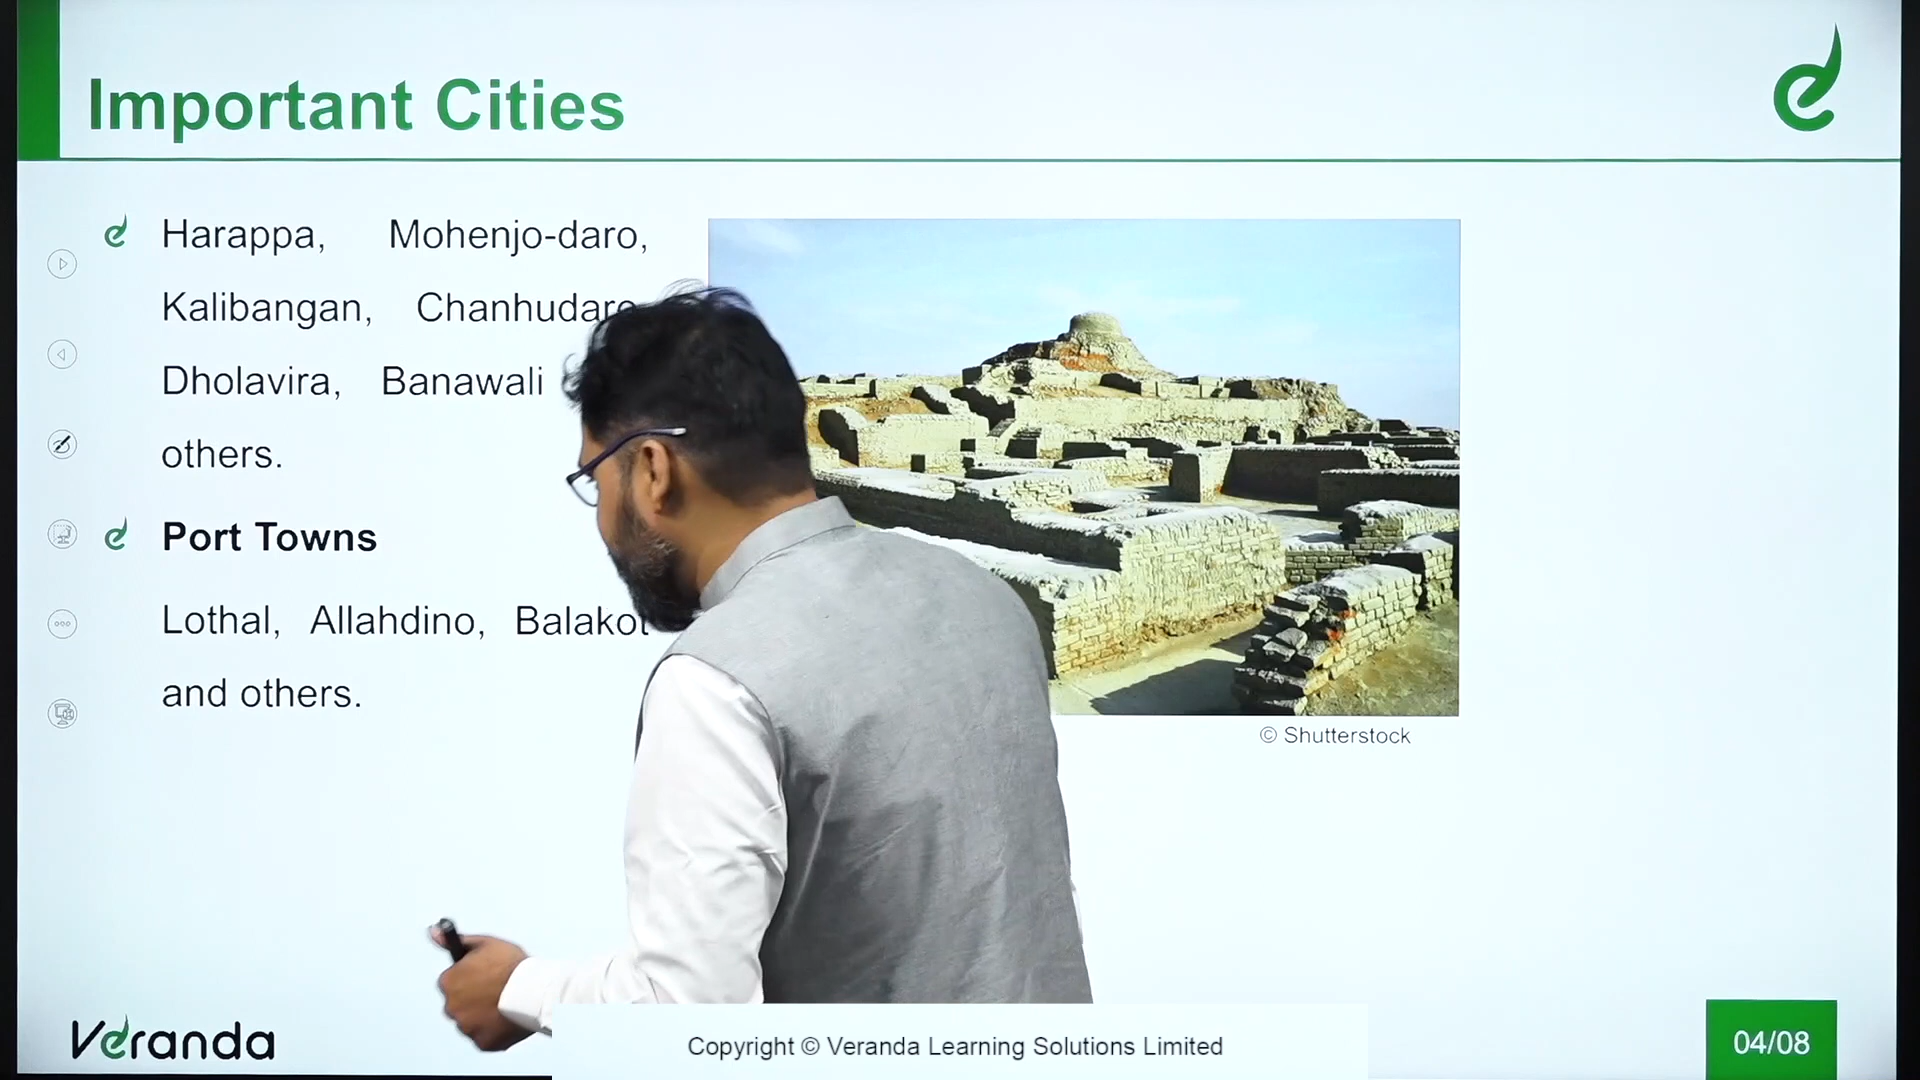 Important Cities
Harappa, Mohenjo-daro,
Kalibangan,
Dholavira, Banawali
others.
Port Towns
Lothal, Allahdino, Balakot
and others.
© Shutterstock
Veranda
Copyright © Veranda Learning Solutions Limited
04/08